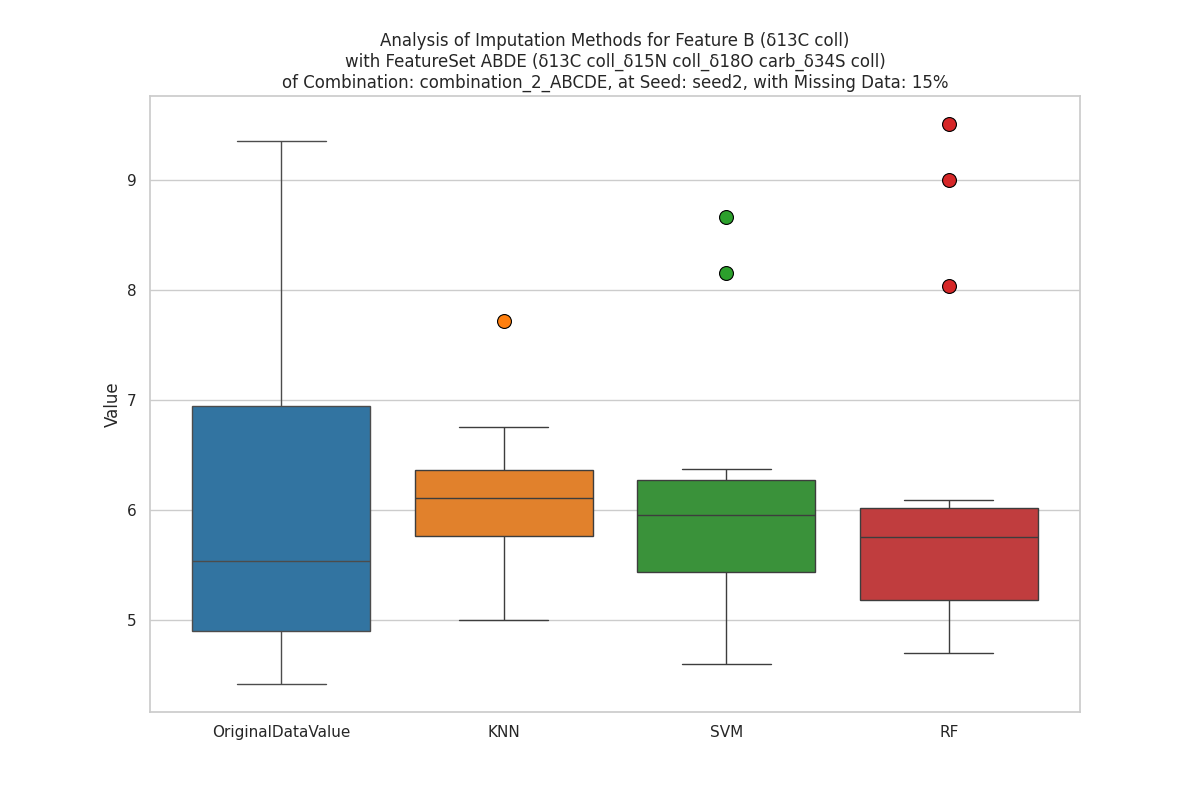 Analysis of Imputation Methods for Feature B (δ13C coll)
with FeatureSet ABDE (δ13C coll_δ15N coll_δ18O carb_δ34S coll)
of Combination: combination_2_ABCDE, at Seed: seed2, with Missing Data: 15%
9
8
7
6
5
Value
OriginalDataValue KNN SVM RF